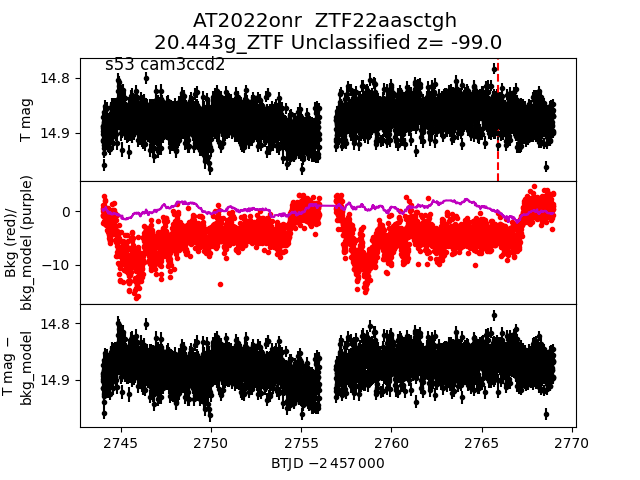 AT2022onr  ZTF22aasctgh
20.443g_ZTF Unclassified z= -99.0
s53 cam3ccd2
14.8
14.9
T mag
0
−10
Bkg (red)/
bkg_model (purple)
14.8
14.9
T mag −
bkg_model
2745
2750
2755
2760
2765
2770
BTJD −2 457 000